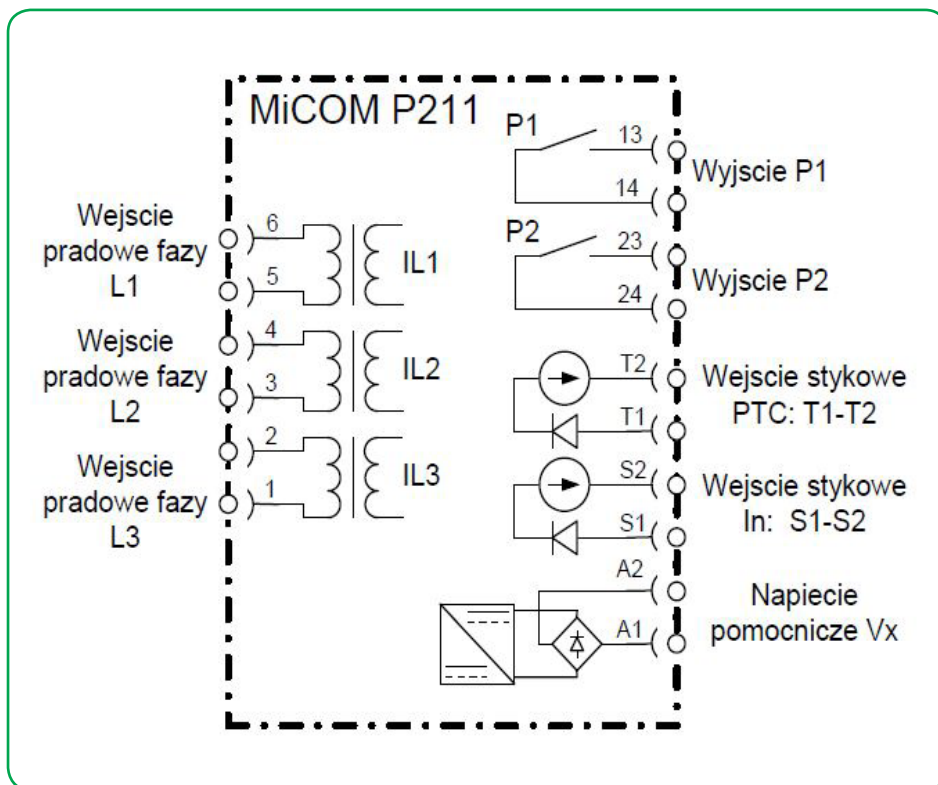 MiCOM P211
Wejscie
pradowe fazy
L1
6
5
IL1
Wejscie
pradowe fazy
L2
4
3
IL2
Wejscie
pradowe fazy
L3
2
1
IL3
P1
13
14
Wyjscie P1
P2
23
24
Wyjscie P2
T2
T1
Wejscie stykowe
PTC: T1-T2
S2
S1
Wejscie stykowe
In: S1-S2
A2
A1
Napiecie
pomocnicze Vx